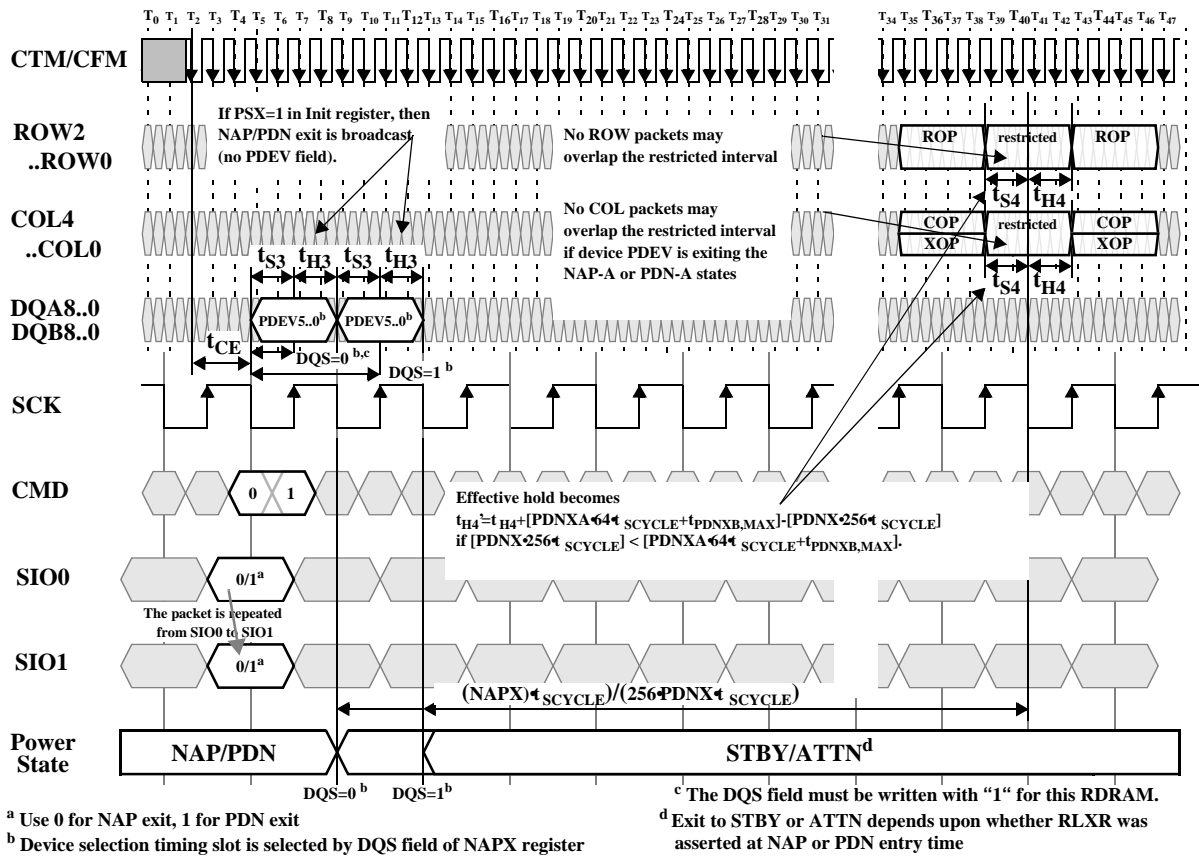 T0 T1 T2 T3 T4 T5 T6 T7 T8 T9 T10 T11 T12 T13 T14 T15 T16 T17 T18 T19 T20 T21 T22 T23 T24 T25 T26 T27 T28 T29 T30 T31 T34 T35 T36 T37 T38 T39 T40 T41 T42 T43 T44 T45 T46 T47
CTM/CFM
If PSX=1 in Init register, then
NAP/PDN exit is broadcast
(no PDEV field).
ROW2
..ROW0
No ROW packets may
overlap the restricted interval
ROP restricted ROP
tS4 tH4
COL4
..COL0
No COL packets may
overlap the restricted interval
if device PDEV is exiting the
NAP-A or PDN-A states
COP restricted COP
XOP XOP
tS4 tH4
tS3 tH3 tS3 tH3
DQA8..0
DQB8..0
PDEV5..0b PDEV5..0b
tCE
DQS=0 b,c
DQS=1 b
SCK
CMD
0 1
Effective hold becomes
tH4'=tH4+[PDNXA•64•t SCYCLE+tPDNXB,MAX]-[PDNX•256•t SCYCLE]
if [PDNX•256•t SCYCLE] < [PDNXA•64•t SCYCLE+tPDNXB,MAX].
SIO0
0/1a
The packet is repeated
from SIO0 to SIO1
SIO1
0/1a
(NAPX)•t SCYCLE)/(256•PDNX•t SCYCLE)
Power
State
NAP/PDN STBY/ATTNd
DQS=0 b DQS=1b
a Use 0 for NAP exit, 1 for PDN exit
b Device selection timing slot is selected by DQS field of NAPX register
c The DQS field must be written with “1” for this RDRAM.
d Exit to STBY or ATTN depends upon whether RLXR was
asserted at NAP or PDN entry time